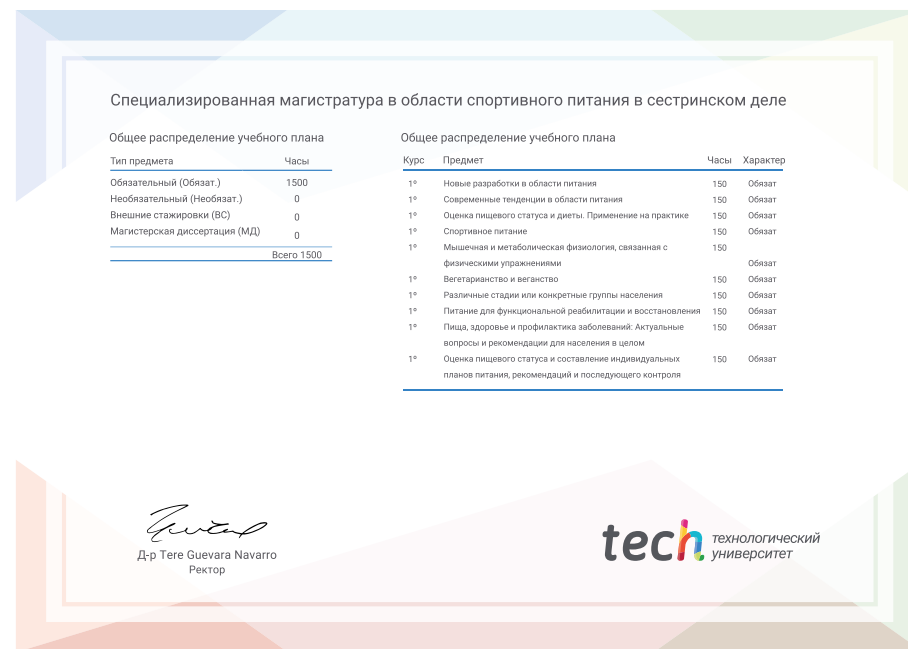 Специализированная магистратура в области спортивного питания в сестринском деле
Общее распределение учебного плана
Тип предмета Часы
Обязательный (Обязат.) 1500
Необязательный (Необязат.) 0
Внешние стажировки (ВС) 0
Магистерская диссертация (МД) 0
Всего 1500
Общее распределение учебного плана
Курс Предмет Часы Характер
1º Новые разработки в области питания 150 Обязат
1º Современные тенденции в области питания 150 Обязат
1º Оценка пищевого статуса и диеты. Применение на практике 150 Обязат
1º Спортивное питание 150 Обязат
1º Мышечная и метаболическая физиология, связанная с 150
физическими упражнениями Обязат
1º Вегетарианство и веганство 150 Обязат
1º Различные стадии или конкретные группы населения 150 Обязат
1º Питание для функциональной реабилитации и восстановления 150 Обязат
1º Пища, здоровье и профилактика заболеваний: Актуальные 150 Обязат
вопросы и рекомендации для населения в целом
1º Оценка пищевого статуса и составление индивидуальных 150 Обязат
планов питания, рекомендаций и последующего контроля
Д-р Tere Guevara Navarro
Ректор
tech технологический
университет